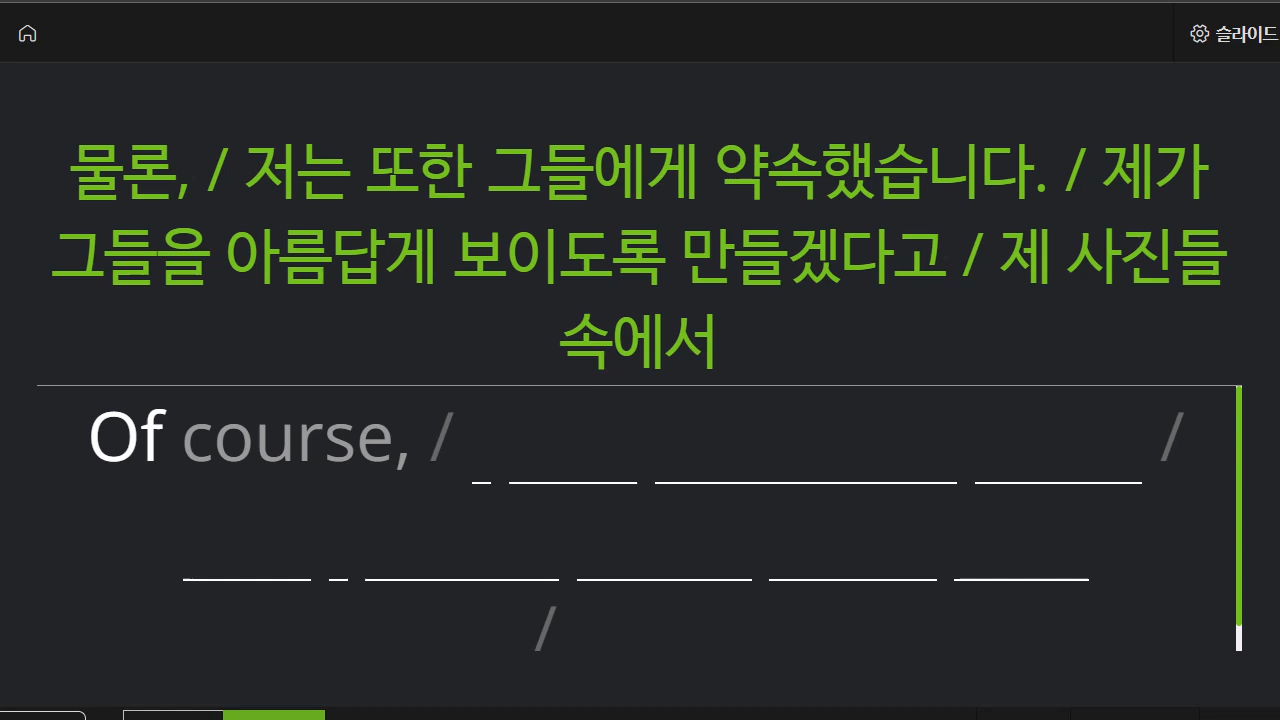 슬라이드
물론, / 저는 또한 그들에게 약속했습니다. / 제가
그들을 아름답게 보이도록 만들겠다고 / 제 사진들
속에서
Of course, / /
/